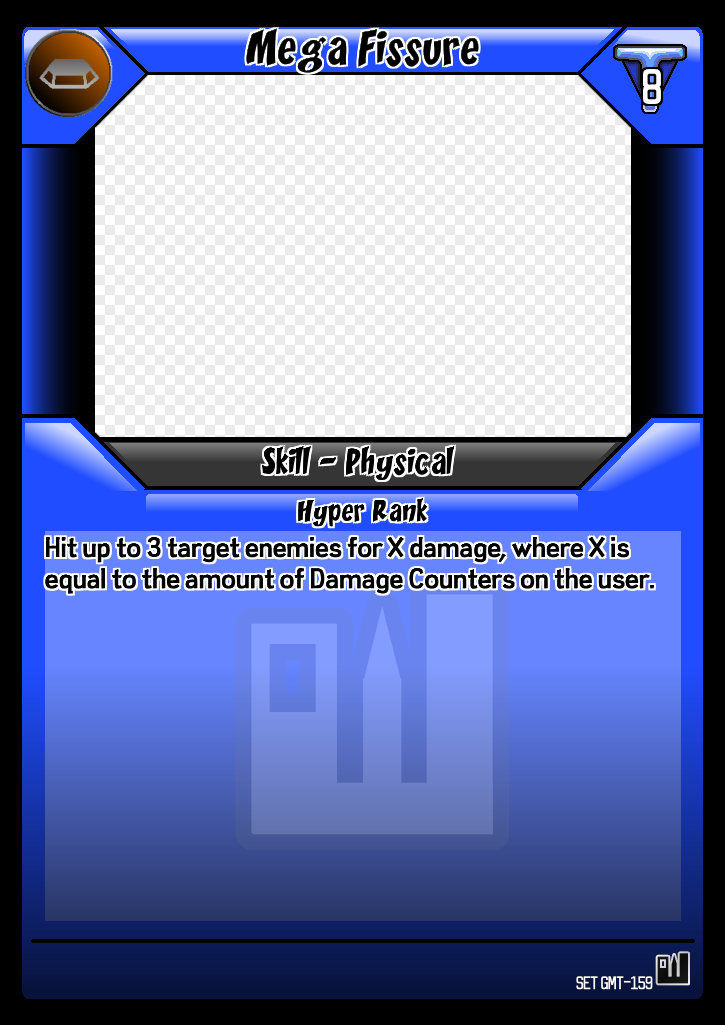 Mega Fissure
8
Skill - Physical
Hyper Rank
Hit up to 3 target enemies for X damage, where X is
equal to the amount of Damage Counters on the user.
SET GMT-159